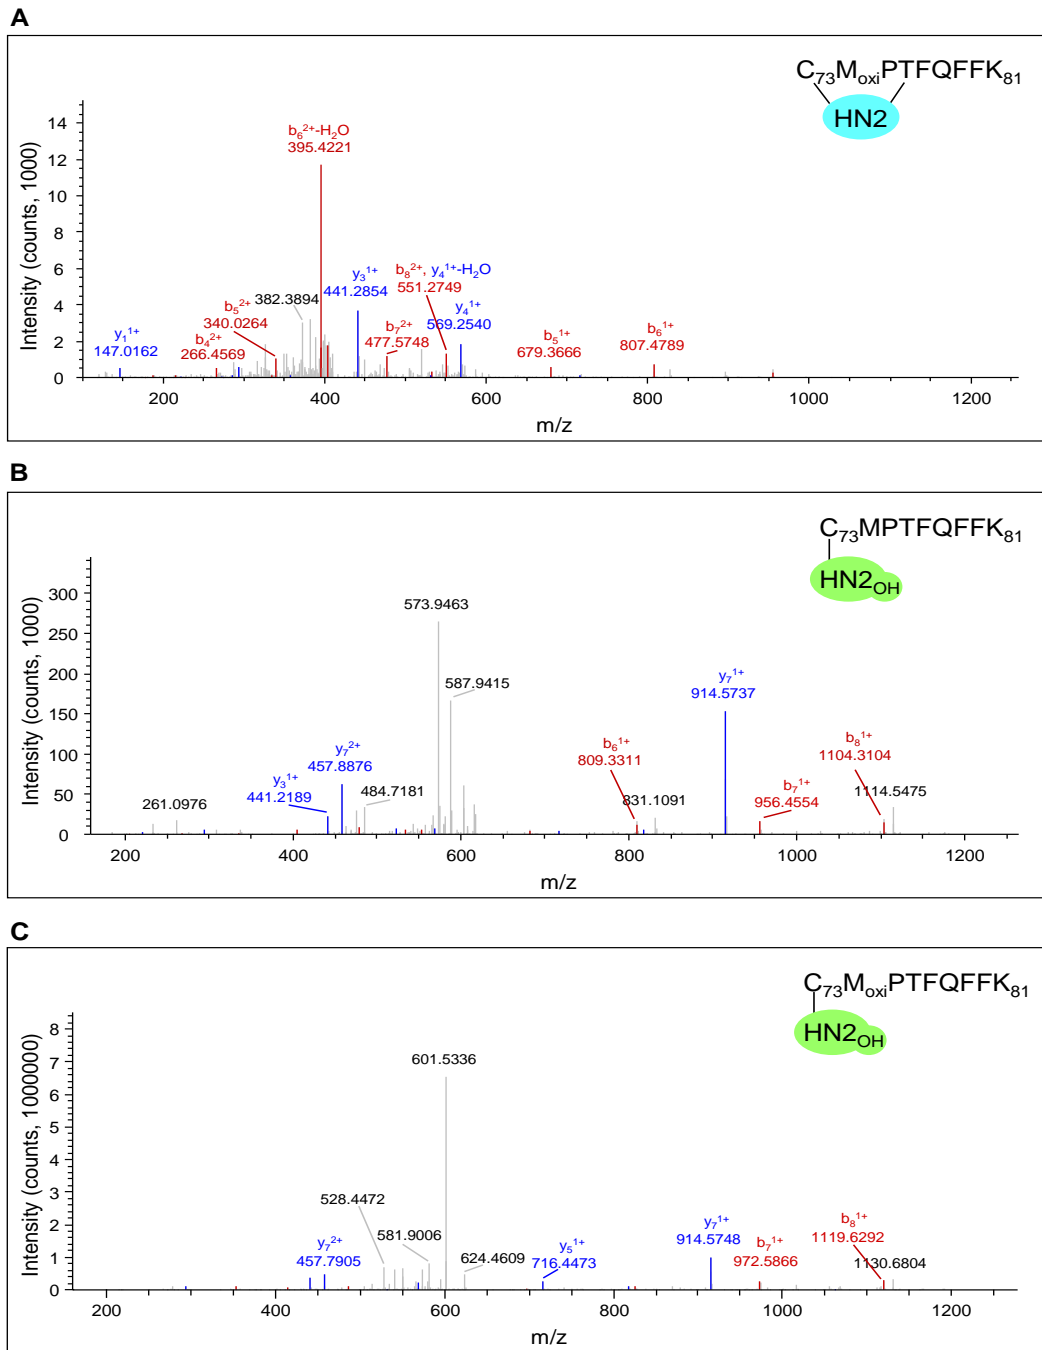 A
C₇₃MₒₓᵢPTFQFFK₈₁
HN2
b₆²⁺-H₂O
395.4221
y₃¹⁺
441.2854
b₈²⁺, y₄¹⁺-H₂O
551.2749
382.3894
b₅²⁺
340.0264
y₄¹⁺
569.2540
y₁¹⁺
147.0162
b₄²⁺
266.4569
b₇²⁺
477.5748
b₅¹⁺
679.3666
b₆¹⁺
807.4789
Intensity (counts, 1000)
14
12
10
8
6
4
2
0
200 400 600 800 1000 1200
m/z
B
C₇₃MPTFQFFK₈₁
HN2OH
573.9463
587.9415
y₇¹⁺
914.5737
y₇²⁺
457.8876
b₆¹⁺
809.3311
b₈¹⁺
1104.3104
y₃¹⁺
441.2189
484.7181
261.0976
831.1091
b₇¹⁺
956.4554
1114.5475
Intensity (counts, 1000)
300
250
200
150
100
50
0
200 400 600 800 1000 1200
m/z
C
C₇₃MₒₓᵢPTFQFFK₈₁
HN2OH
601.5336
528.4472
581.9006
624.4609
y₇²⁺
457.7905
y₅¹⁺
716.4473
y₇¹⁺
914.5748
b₇¹⁺
972.5866
b₈¹⁺
1119.6292
1130.6804
Intensity (counts, 1000000)
8
7
6
5
4
3
2
1
0
200 400 600 800 1000 1200
m/z